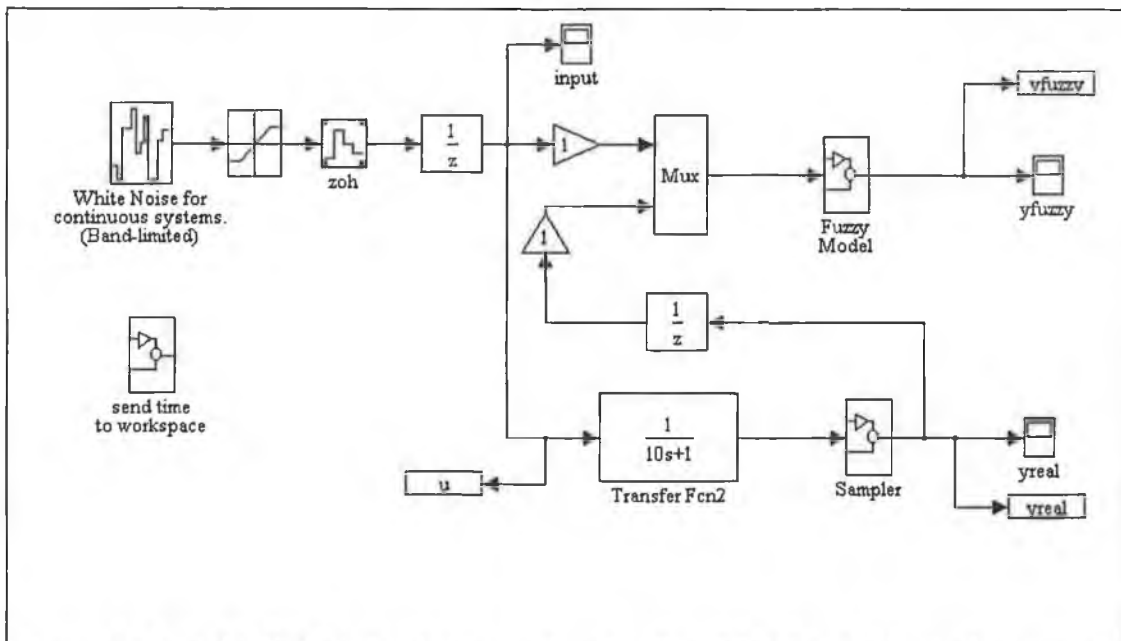 input
yfuzzy
1
z
1
zoh
Mux
White Noise for
continuous systems.
(Band-limited)
yfuzzy
Fuzzy
Model
1
1
z
send time
to workspace
1
10s+1
yreal
u
Transfer Fcn2
Sampler
yreal